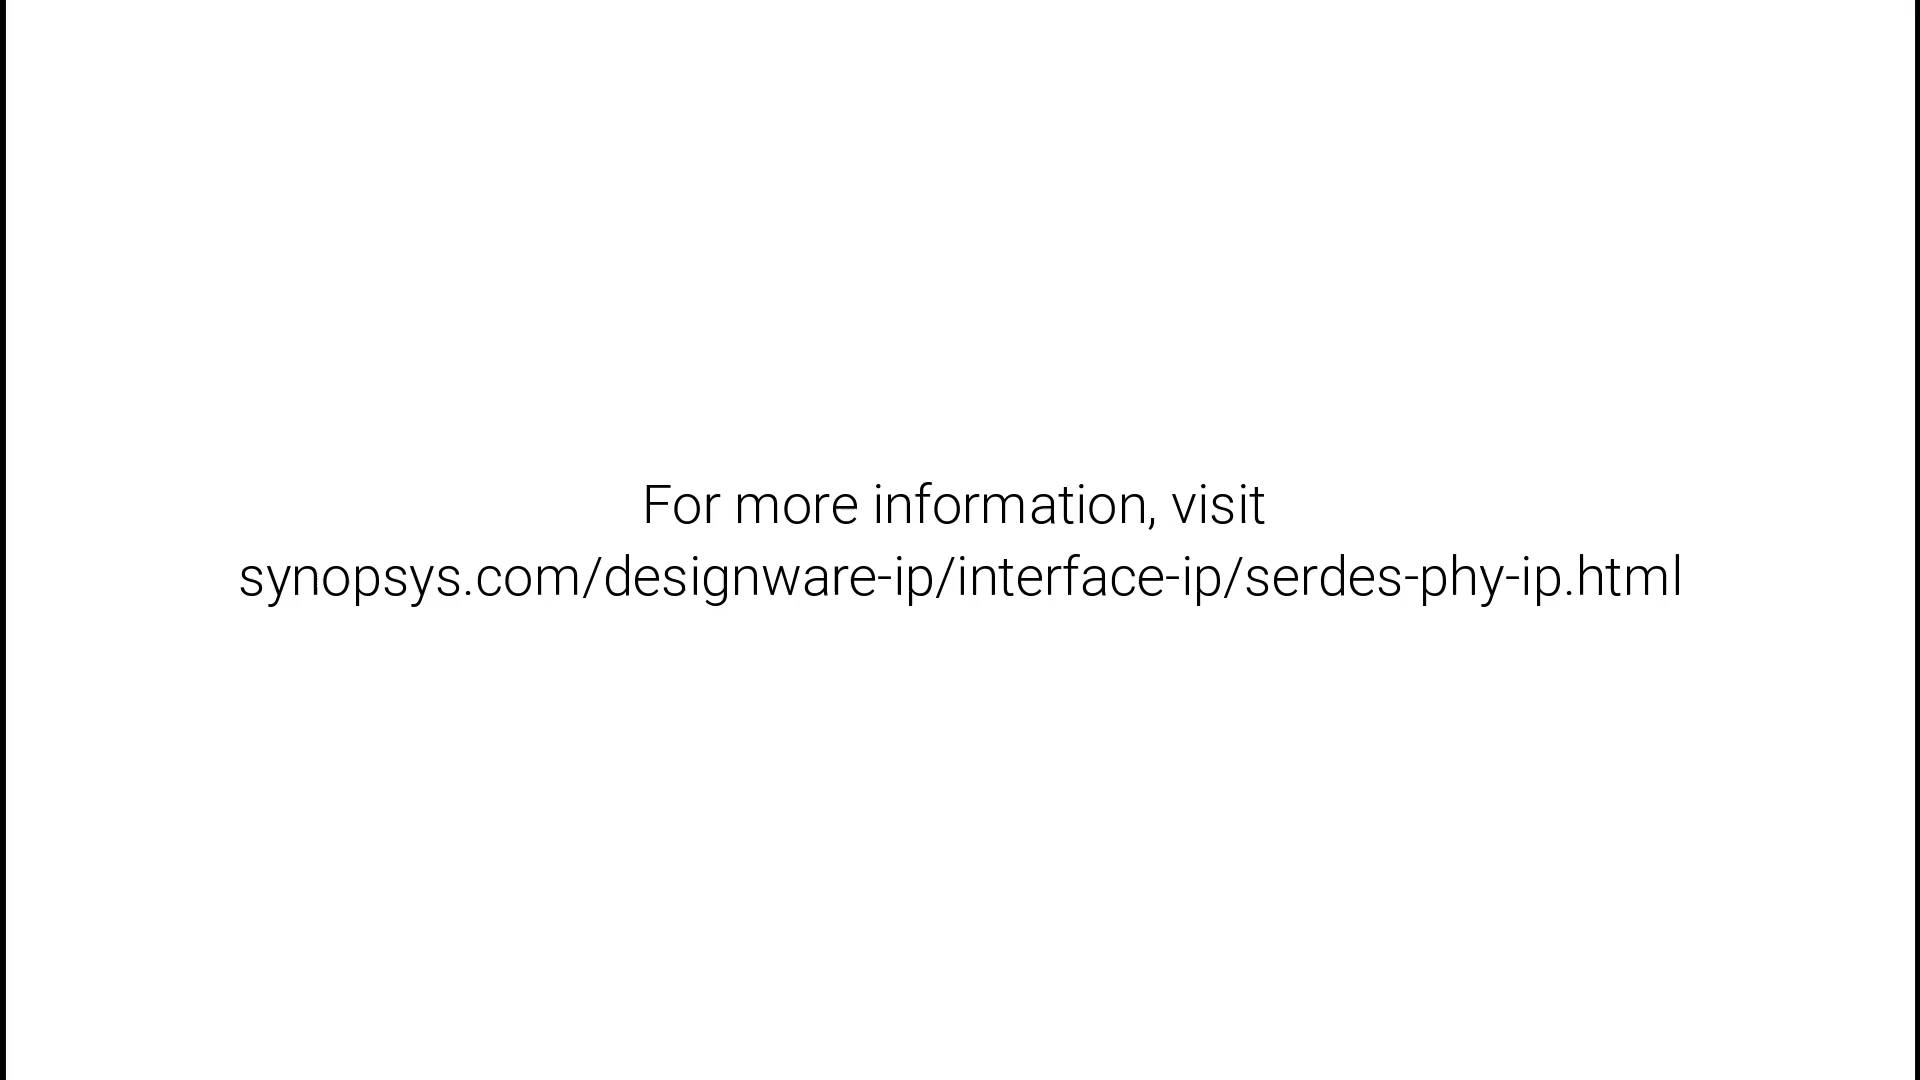 For more information, visit
synopsys.com/designware-ip/interface-ip/serdes-phy-ip.html